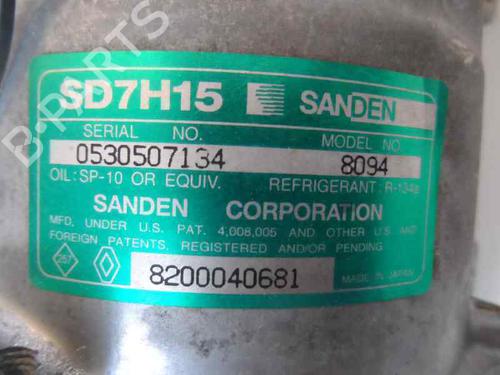 SD7H15 SANDEN
SERIAL NO. MODEL NO.
0530507134 8094
OIL: SP-10 OR EQUIV. REFRIGERANT: R-134a
SANDEN CORPORATION
MFD. UNDER U.S. PAT. 4,008,005 AND OTHER U.S. AND
FOREIGN PATENTS, REGISTERED AND/OR PENDING
257 8200040681 MADE IN JAPAN
B-PARTS